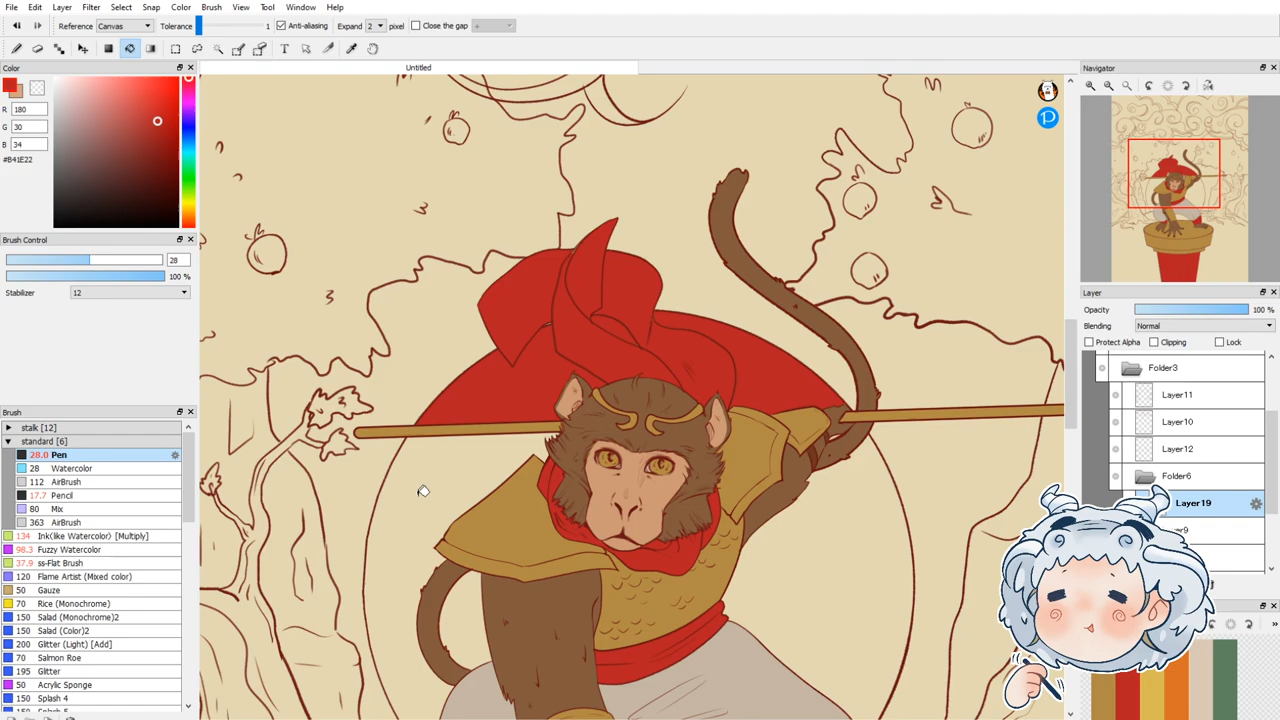 File Edit Select Layer Filter Snap Color Brush View Tool Window Help
Reference Canvas Tolerance 1 Anti-aliasing Expand 2 pixel Close the gap +
Color
Untitled
Navigator
R 180
G 30
B 34
#B41E22
Brush Control
28
100 %
Stabilizer 12
Layer
Opacity 100 %
Blending Normal
Protect Alpha Clipping Lock
Folder3
Layer11
Layer10
Layer12
Folder6
Layer19
Brush
stalk [12]
standard [6]
28.0 Pen
28 Watercolor
112 AirBrush
17.7 Pencil
80 Mix
363 AirBrush
134 Ink(like Watercolor) [Multiply]
98.3 Fuzzy Watercolor
37.9 ss-Flat Brush
120 Flame Artist (Mixed color)
50 Gauze
70 Rice (Monochrome)
150 Salad (Monochrome)2
150 Salad (Color)2
200 Glitter (Light) [Add]
70 Salmon Roe
195 Glitter
50 Acrylic Sponge
150 Splash 4